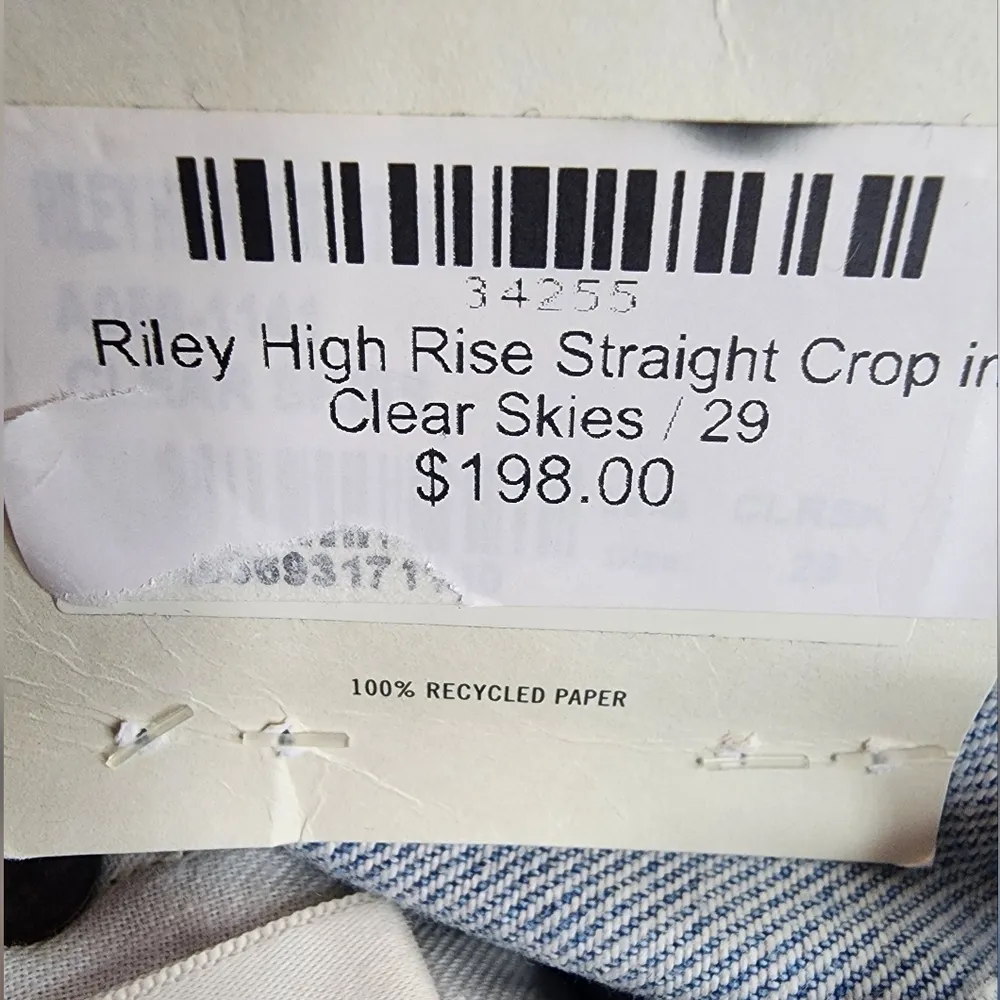 34255
Riley High Rise Straight Crop in
Clear Skies / 29
$198.00
100% RECYCLED PAPER